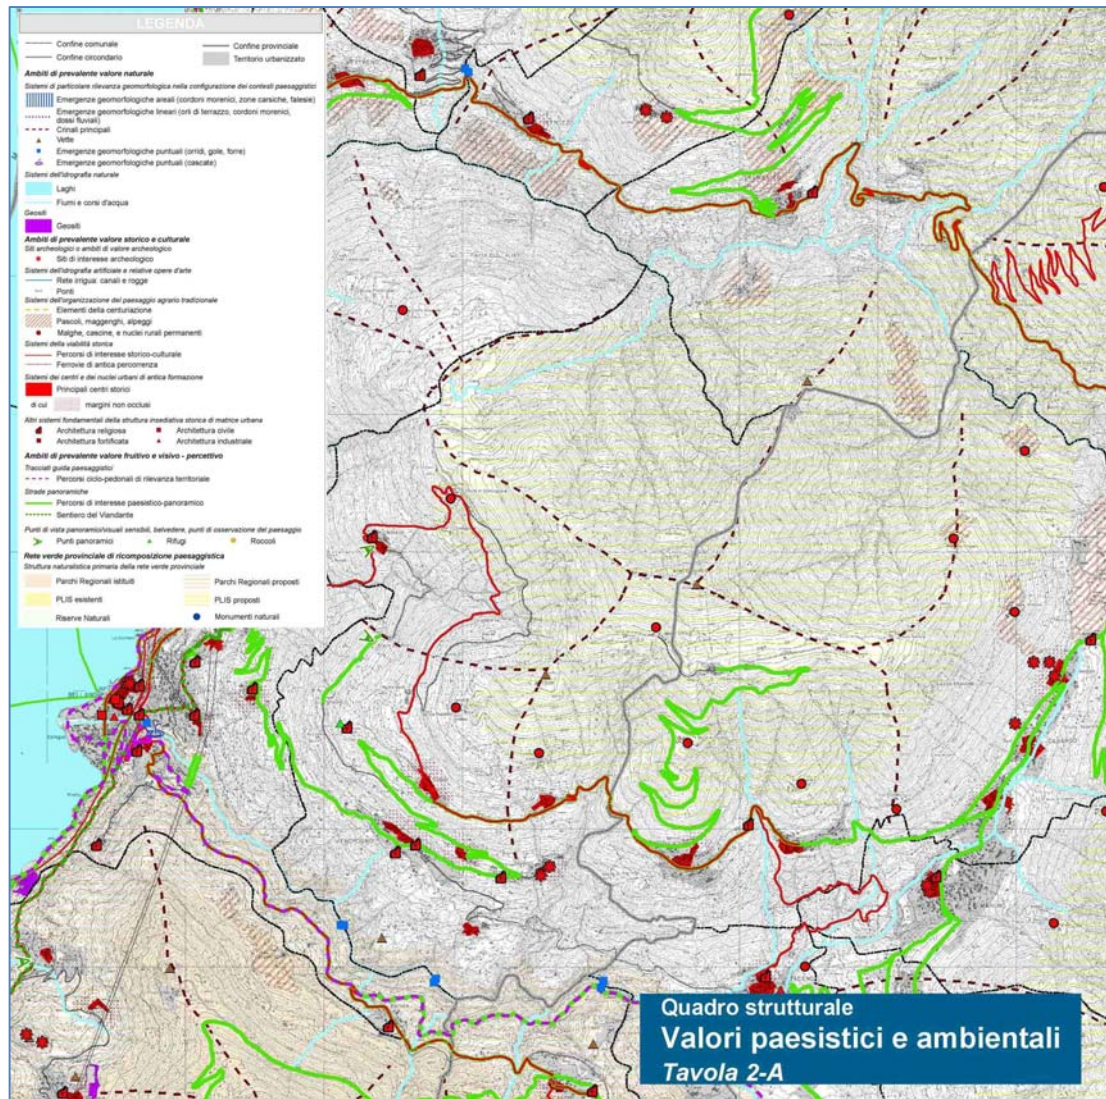 LEGENDA
Confine comunale
Confine provinciale
Confine circondario
Territorio urbanizzato
Ambiti di prevalente valore naturale
Sistemi di particolare rilevanza geomorfologica nella configurazione dei contesti paesaggistici
Emergenze geomorfologiche areali (cordoni morenici, zone carsiche, falesie)
Emergenze geomorfologiche lineari (orli di terrazzo, cordoni morenici,
dossi fluviali)
Crinali principali
Vette
Emergenze geomorfologiche puntuali (orridi, gole, forre)
Emergenze geomorfologiche puntuali (cascate)
Sistemi dell'idrografia naturale
Laghi
Fiumi e corsi d'acqua
Geositi
Geositi
Ambiti di prevalente valore storico e culturale
Siti archeologici o ambiti di valore archeologico
Siti di interesse archeologico
Sistemi dell'idrografia artificiale e relative opere d'arte
Rete irrigua: canali e rogge
Ponti
Sistemi dell'organizzazione del paesaggio agrario tradizionale
Elementi della centuriazione
Pascoli, maggenghi, alpeggi
Malghe, cascine, e nuclei rurali permanenti
Sistemi della viabilità storica
Percorsi di interesse storico-culturale
Ferrovie di antica percorrenza
Sistemi dei centri e dei nuclei urbani di antica formazione
Principali centri storici
di cui
margini non occlusi
Altri sistemi fondamentali della struttura insediativa storica di matrice urbana
Architettura religiosa
Architettura civile
Architettura fortificata
Architettura industriale
Ambiti di prevalente valore fruitivo e visivo - percettivo
Tracciati guida paesaggistici
Percorsi ciclo-pedonali di rilevanza territoriale
Strade panoramiche
Percorsi di interesse paesistico-panoramico
Sentiero del Viandante
Punti di vista panoramici/visuali sensibili, belvedere, punti di osservazione del paesaggio
Punti panoramici
Rifugi
Roccoli
Rete verde provinciale di ricomposizione paesaggistica
Struttura naturalistica primaria della rete verde provinciale
Parchi Regionali istituiti
Parchi Regionali proposti
PLIS esistenti
PLIS proposti
Riserve Naturali
Monumenti naturali
Quadro strutturale
Valori paesistici e ambientali
Tavola 2-A